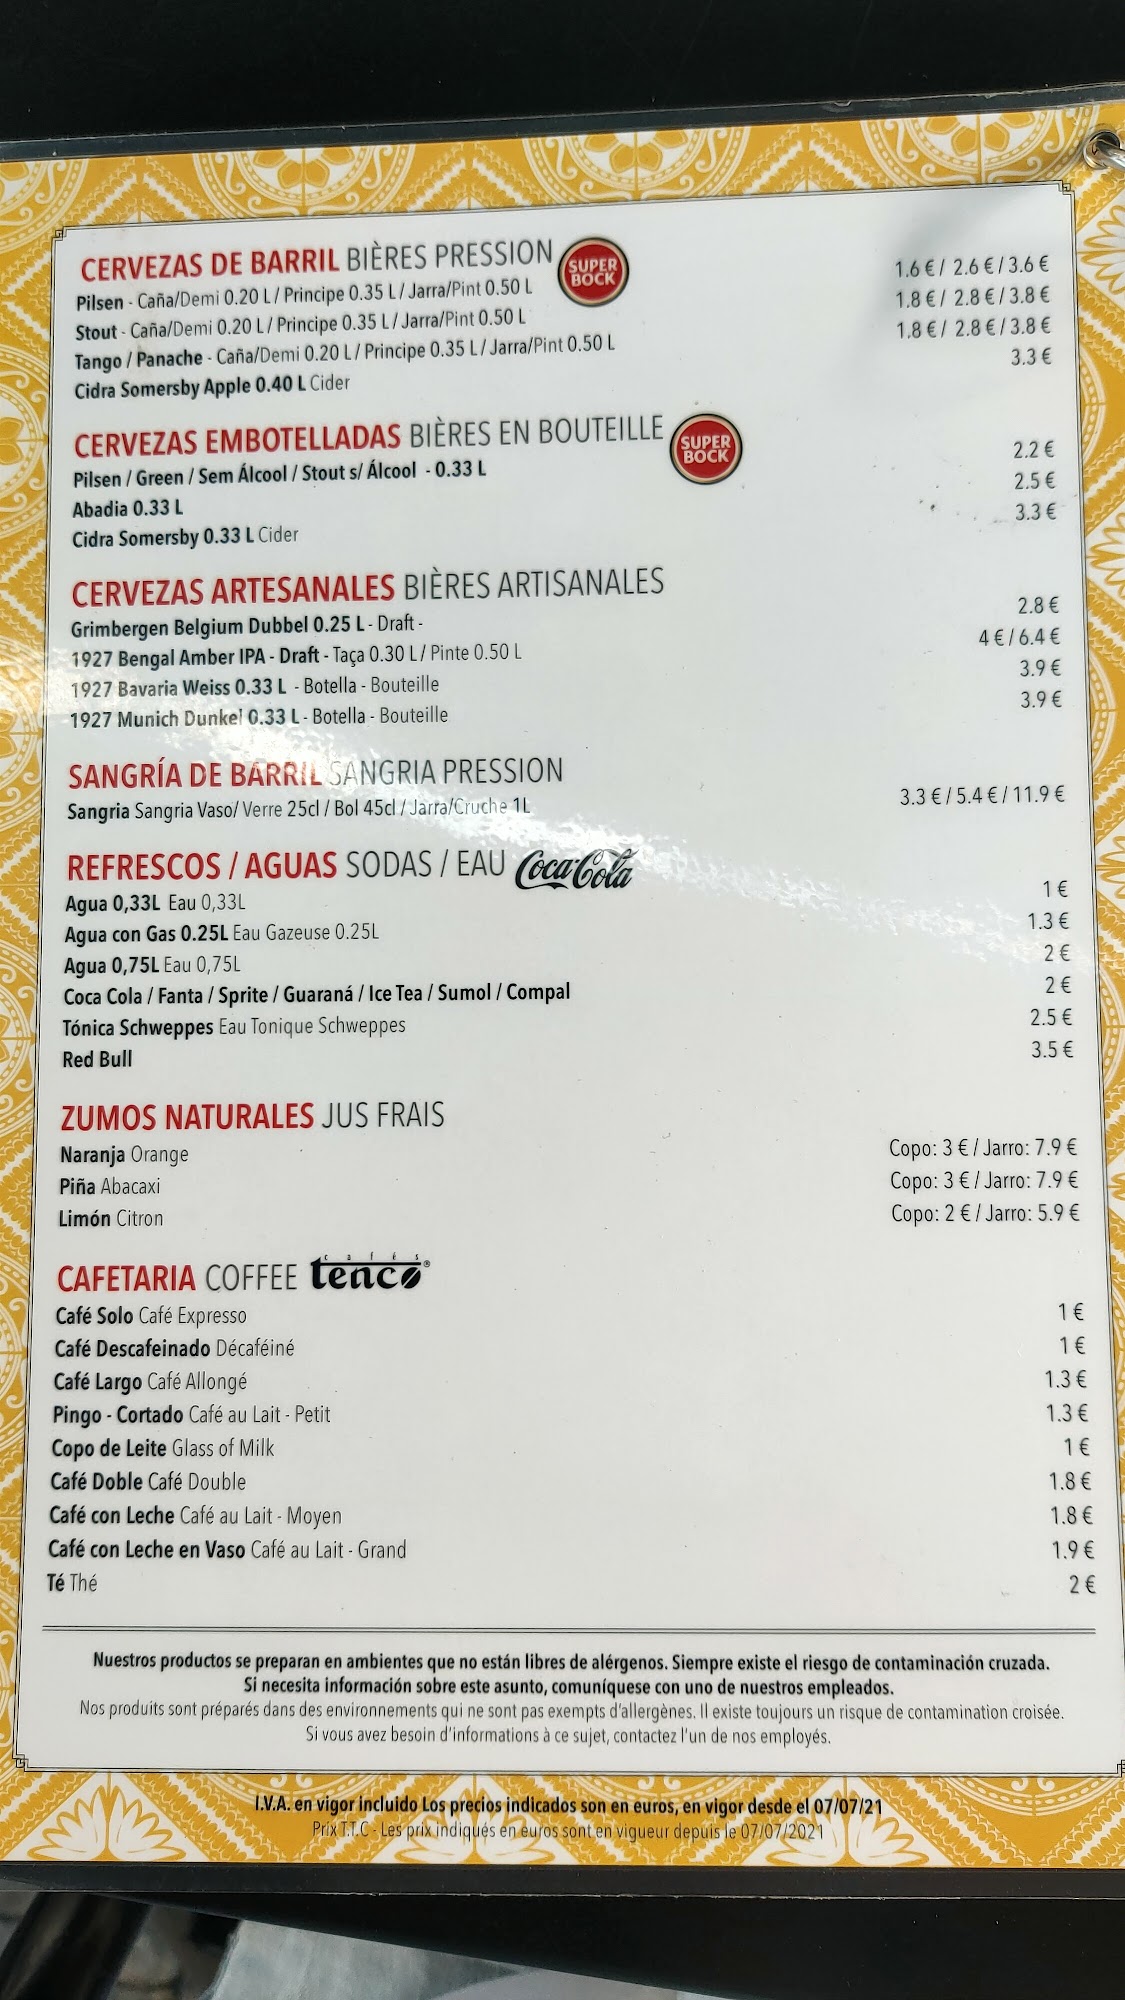 CERVEZAS DE BARRIL BIÈRES PRESSION SUPER BOCK
Pilsen - Caña/Demi 0.20 L / Principe 0.35 L / Jarra/Pint 0.50 L 1.6 € / 2.6 € / 3.6 €
Stout - Caña/Demi 0.20 L / Principe 0.35 L / Jarra/Pint 0.50 L 1.8 € / 2.8 € / 3.8 €
Tango / Panache - Caña/Demi 0.20 L / Principe 0.35 L / Jarra/Pint 0.50 L 1.8 € / 2.8 € / 3.8 €
Cidra Somersby Apple 0.40 L Cider 3.3 €
CERVEZAS EMBOTELLADAS BIÈRES EN BOUTEILLE SUPER BOCK
Pilsen / Green / Sem Álcool / Stout s/ Álcool - 0.33 L 2.2 €
Abadia 0.33 L 2.5 €
Cidra Somersby 0.33 L Cider 3.3 €
CERVEZAS ARTESANALES BIÈRES ARTISANALES
Grimbergen Belgium Dubbel 0.25 L - Draft - 2.8 €
1927 Bengal Amber IPA - Draft - Taça 0.30 L / Pinte 0.50 L 4 € / 6.4 €
1927 Bavaria Weiss 0.33 L - Botella - Bouteille 3.9 €
1927 Munich Dunkel 0.33 L - Botella - Bouteille 3.9 €
SANGRÍA DE BARRIL SANGRIA PRESSION
Sangria Sangria Vaso/ Verre 25cl / Bol 45cl / Jarra/Cruche 1L 3.3 € / 5.4 € / 11.9 €
REFRESCOS / AGUAS SODAS / EAU Coca-Cola
Agua 0,33L Eau 0,33L 1 €
Agua con Gas 0.25L Eau Gazeuse 0.25L 1.3 €
Agua 0,75L Eau 0,75L 2 €
Coca Cola / Fanta / Sprite / Guaraná / Ice Tea / Sumol / Compal 2 €
Tónica Schweppes Eau Tonique Schweppes 2.5 €
Red Bull 3.5 €
ZUMOS NATURALES JUS FRAIS
Naranja Orange Copo: 3 € / Jarro: 7.9 €
Piña Abacaxi Copo: 3 € / Jarro: 7.9 €
Limón Citron Copo: 2 € / Jarro: 5.9 €
CAFETARIA COFFEE cafés tenco®
Café Solo Café Expresso 1 €
Café Descafeinado Décaféiné 1 €
Café Largo Café Allongé 1.3 €
Pingo - Cortado Café au Lait - Petit 1.3 €
Copo de Leite Glass of Milk 1 €
Café Doble Café Double 1.8 €
Café con Leche Café au Lait - Moyen 1.8 €
Café con Leche en Vaso Café au Lait - Grand 1.9 €
Té Thé 2 €
Nuestros productos se preparan en ambientes que no están libres de alérgenos. Siempre existe el riesgo de contaminación cruzada.
Si necesita información sobre este asunto, comuníquese con uno de nuestros empleados.
Nos produits sont préparés dans des environnements qui ne sont pas exempts d'allergènes. Il existe toujours un risque de contamination croisée.
Si vous avez besoin d'informations à ce sujet, contactez l'un de nos employés.
I.V.A. en vigor incluido Los precios indicados son en euros, en vigor desde el 07/07/21
Prix T.T.C - Les prix indiqués en euros sont en vigueur depuis le 07/07/2021